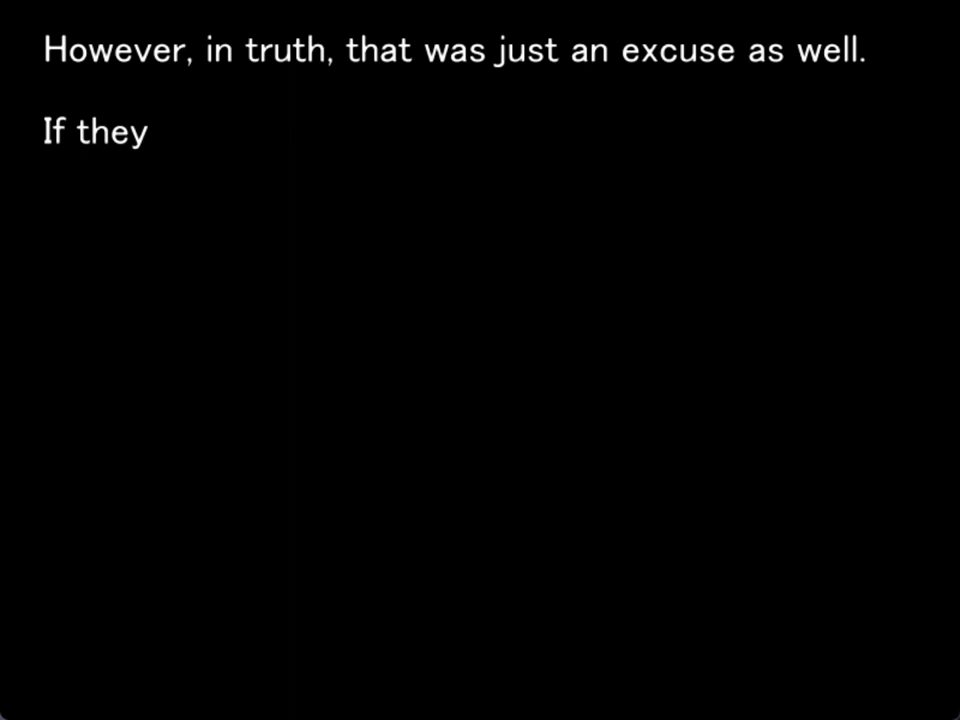 However, in truth, that was just an excuse as well.
If they